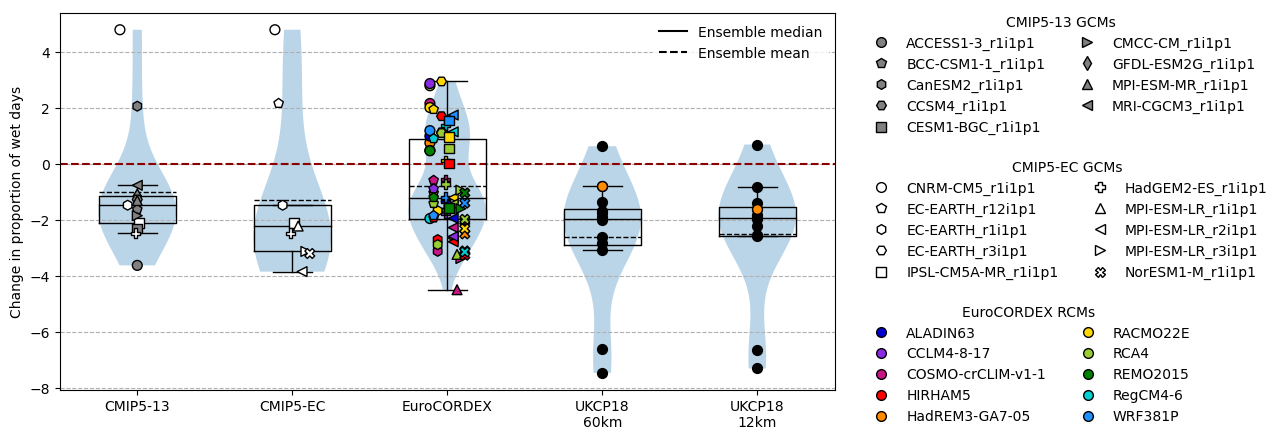 Change in proportion of wet days
4
2
0
−2
−4
−6
−8
CMIP5-13
CMIP5-EC
EuroCORDEX
UKCP18
60km
UKCP18
12km
Ensemble median
Ensemble mean
CMIP5-13 GCMs
ACCESS1-3_r1i1p1
BCC-CSM1-1_r1i1p1
CanESM2_r1i1p1
CCSM4_r1i1p1
CESM1-BGC_r1i1p1
CMCC-CM_r1i1p1
GFDL-ESM2G_r1i1p1
MPI-ESM-MR_r1i1p1
MRI-CGCM3_r1i1p1
CMIP5-EC GCMs
CNRM-CM5_r1i1p1
EC-EARTH_r12i1p1
EC-EARTH_r1i1p1
EC-EARTH_r3i1p1
IPSL-CM5A-MR_r1i1p1
HadGEM2-ES_r1i1p1
MPI-ESM-LR_r1i1p1
MPI-ESM-LR_r2i1p1
MPI-ESM-LR_r3i1p1
NorESM1-M_r1i1p1
EuroCORDEX RCMs
ALADIN63
CCLM4-8-17
COSMO-crCLIM-v1-1
HIRHAM5
HadREM3-GA7-05
RACMO22E
RCA4
REMO2015
RegCM4-6
WRF381P